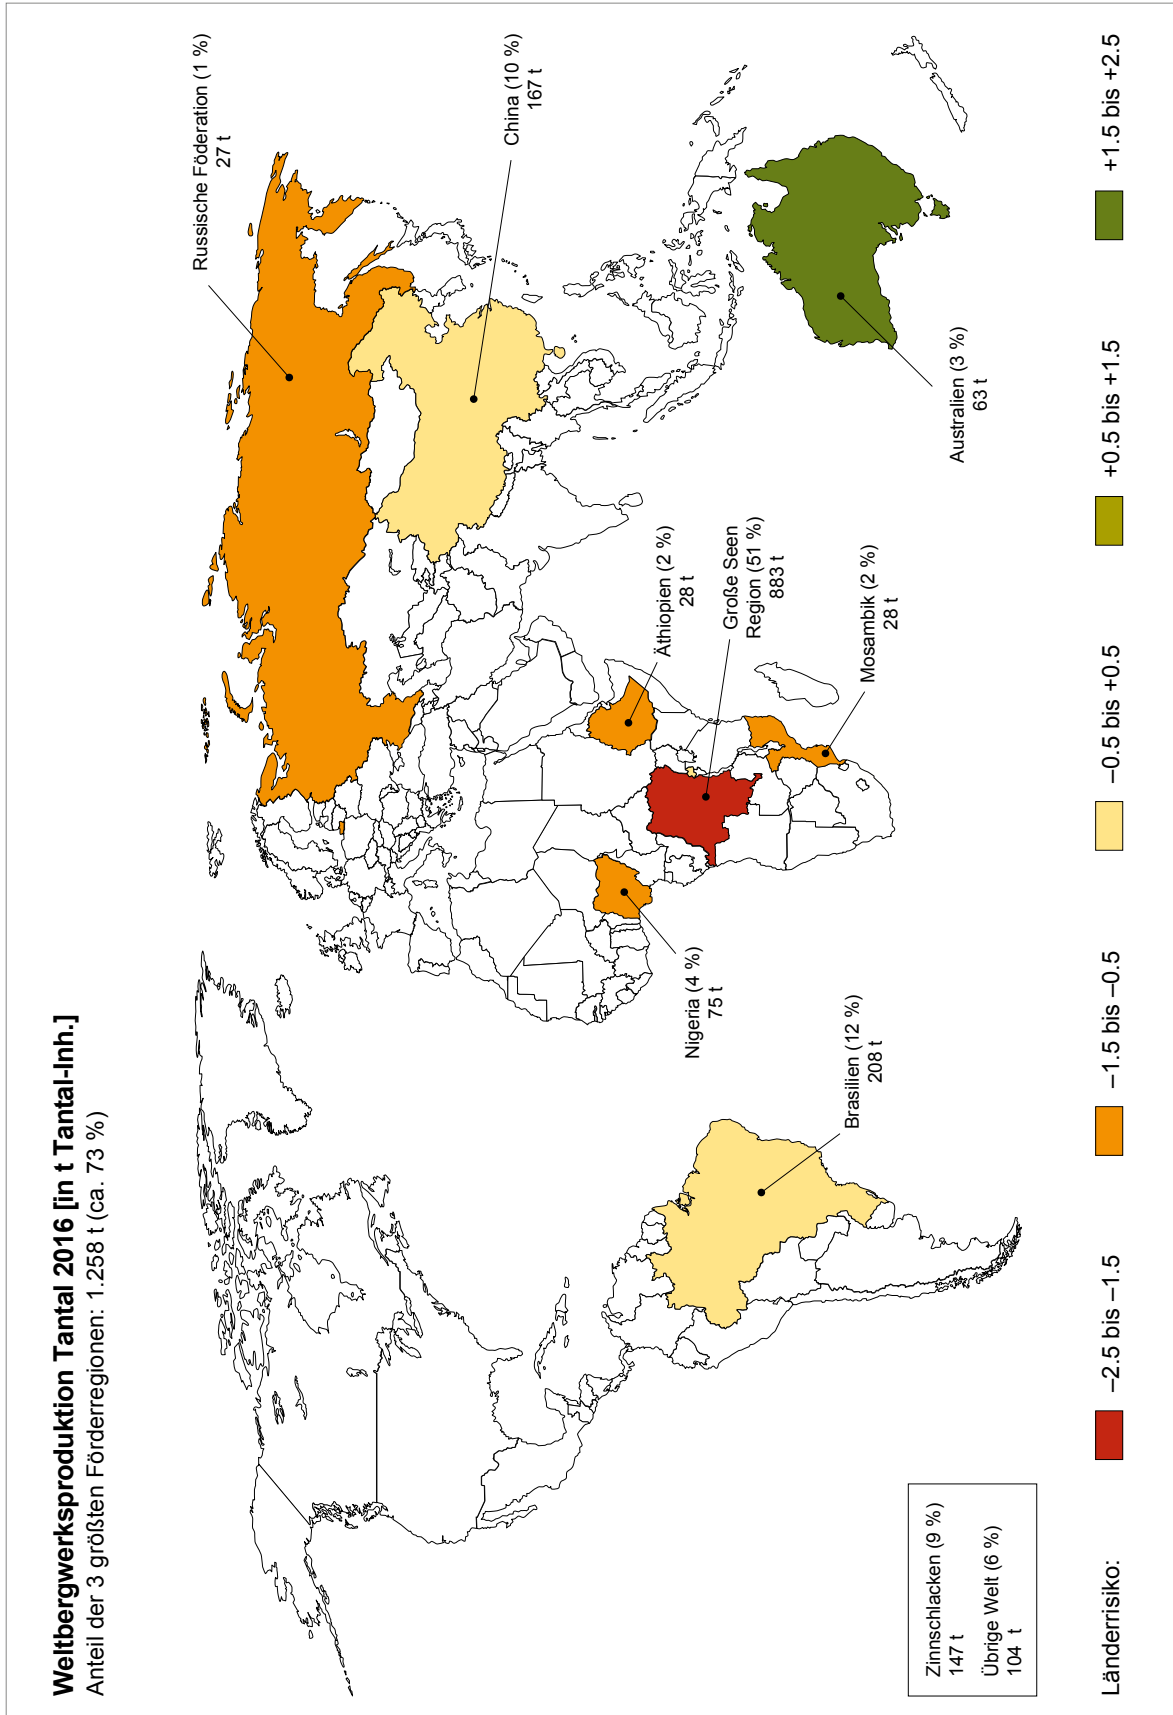 Weltbergwerksproduktion Tantal 2016 [in t Tantal-Inh.]
Anteil der 3 größten Förderregionen: 1.258 t (ca. 73 %)
Russische Föderation (1 %)
27 t
China (10 %)
167 t
Äthiopien (2 %)
28 t
Große Seen
Region (51 %)
883 t
Mosambik (2 %)
28 t
Australien (3 %)
63 t
Nigeria (4 %)
75 t
Brasilien (12 %)
208 t
Zinnschlacken (9 %)
147 t
Übrige Welt (6 %)
104 t
Länderrisiko:
–2.5 bis –1.5
–1.5 bis –0.5
–0.5 bis +0.5
+0.5 bis +1.5
+1.5 bis +2.5